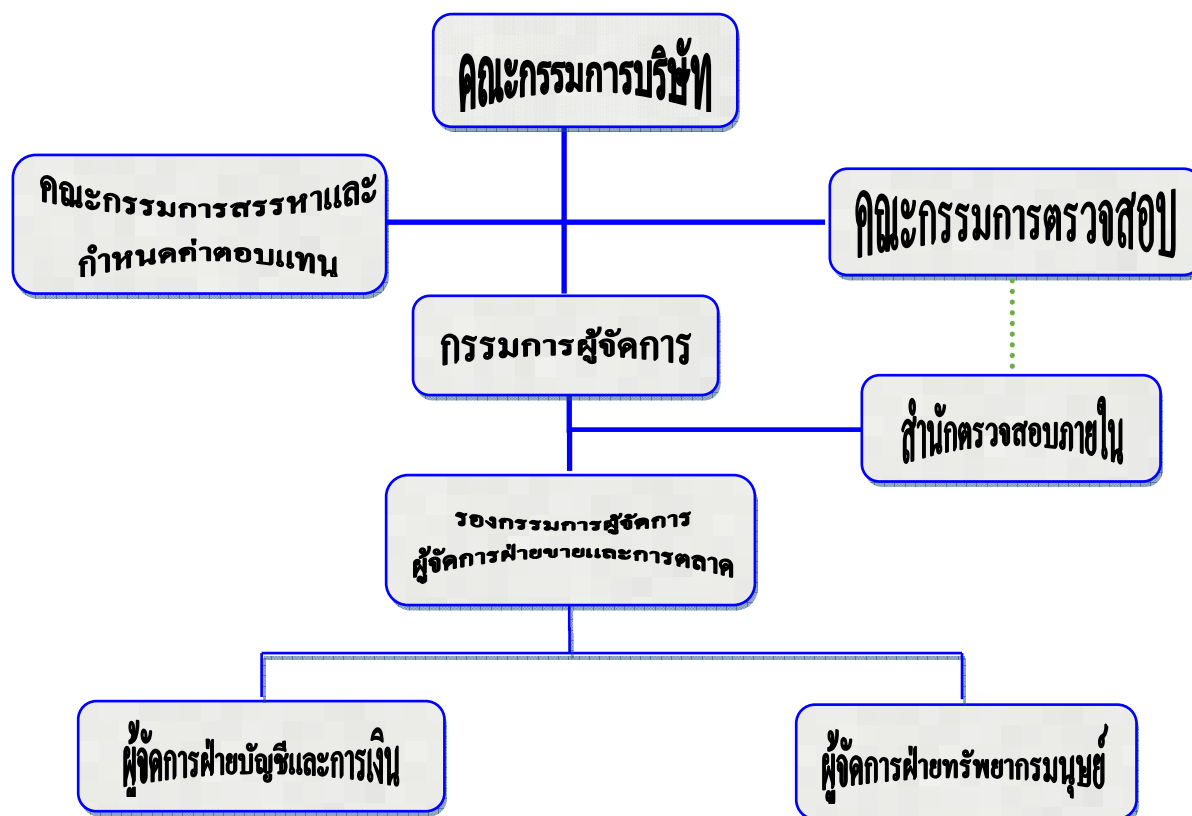 คณะกรรมการบริษัท
คณะกรรมการสรรหาและ
กำหนดค่าตอบแทน
คณะกรรมการตรวจสอบ
กรรมการผู้จัดการ
สำนักตรวจสอบภายใน
รองกรรมการผู้จัดการ
ผู้จัดการฝ่ายขายและการตลาด
ผู้จัดการฝ่ายบัญชีและการเงิน
ผู้จัดการฝ่ายทรัพยากรมนุษย์